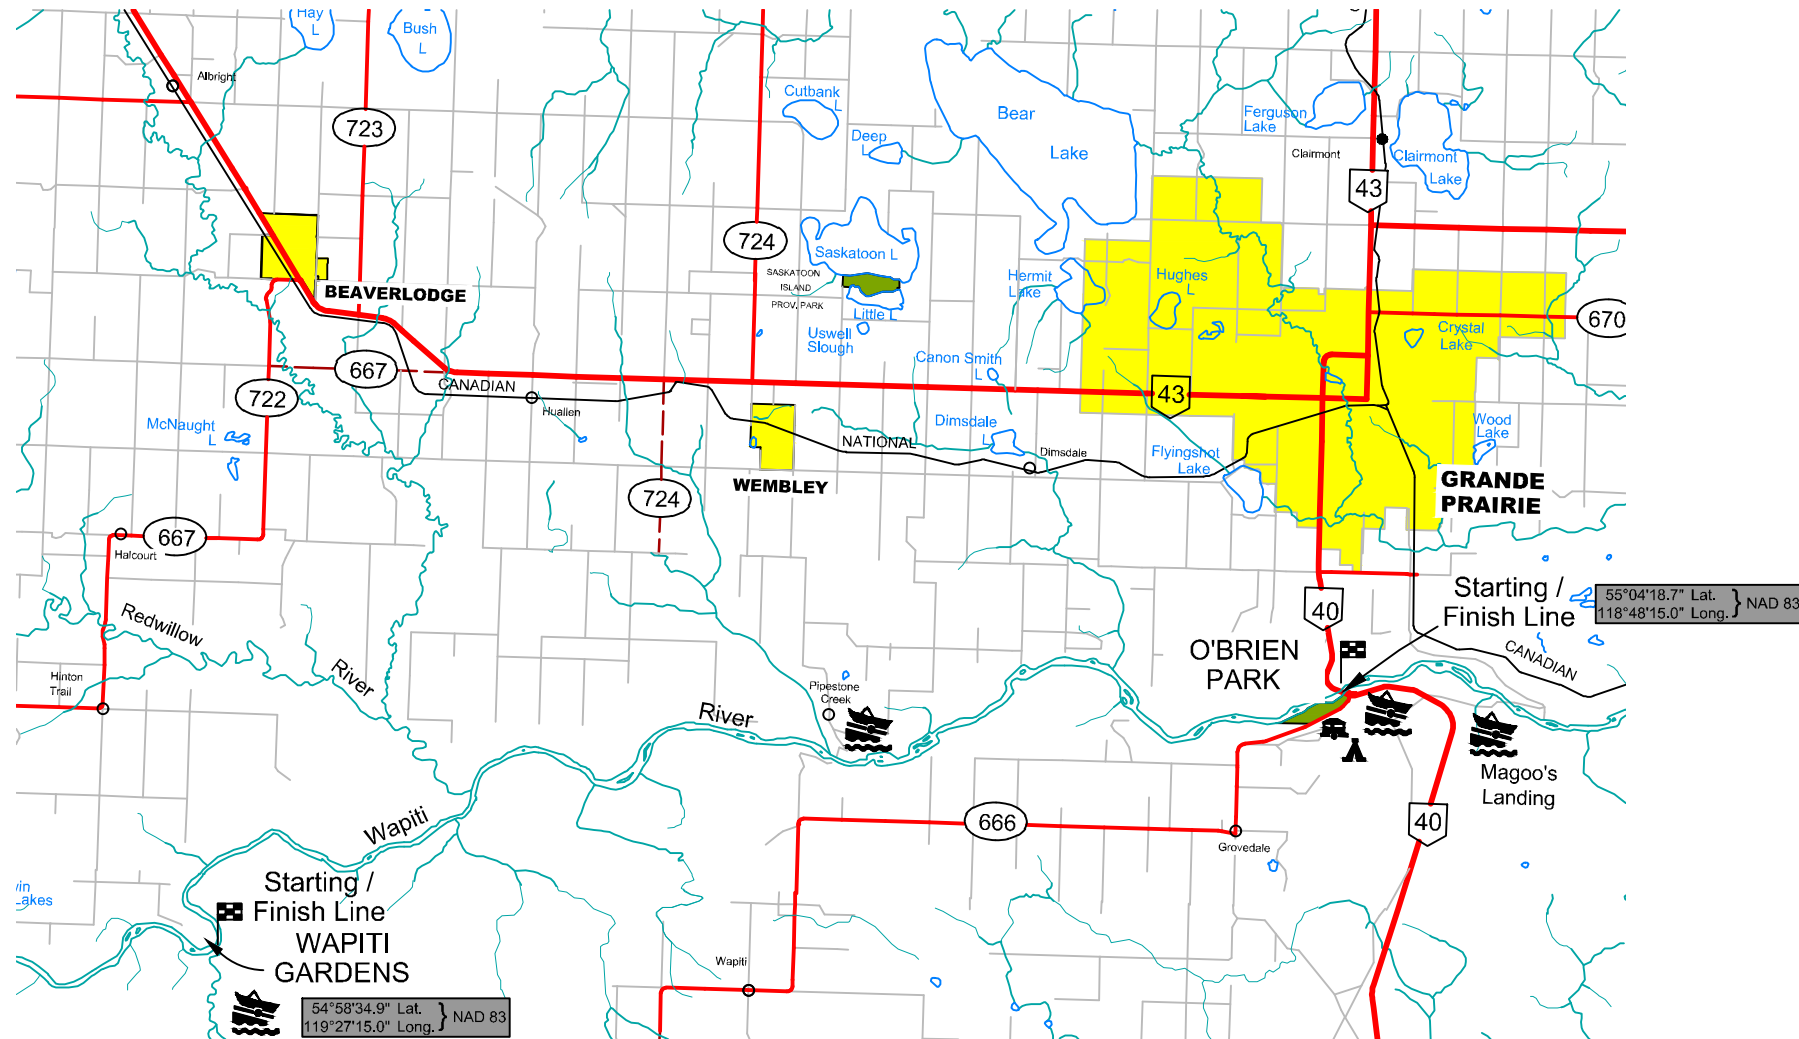 Hay
L
Bush
L
Albright
723
Cutbank
L
Deep
L
Bear
Lake
Ferguson
Lake
Clairmont
Clairmont
Lake
43
724
Saskatoon L
SASKATOON
ISLAND
PROV. PARK
Little L
Uswell
Slough
Hermit
Lake
Hughes
L
BEAVERLODGE
670
Crystal
Lake
Canon Smith
L
667
CANADIAN
Huallen
722
43
McNaught
L
Dimsdale
NATIONAL
Dimsdale
Flyingshot
Lake
Wood
Lake
WEMBLEY
GRANDE
PRAIRIE
724
667
Halcourt
Starting /
Finish Line
55°04'18.7" Lat.
118°48'15.0" Long.
} NAD 83
40
Redwillow
River
O'BRIEN
PARK
CANADIAN
Hinton
Trail
Pipestone
Creek
River
Magoo's
Landing
Wapiti
666
40
Grovedale
Starting /
Finish Line
WAPITI
GARDENS
Lakes
Wapiti
54°58'34.9" Lat.
119°27'15.0" Long.
} NAD 83